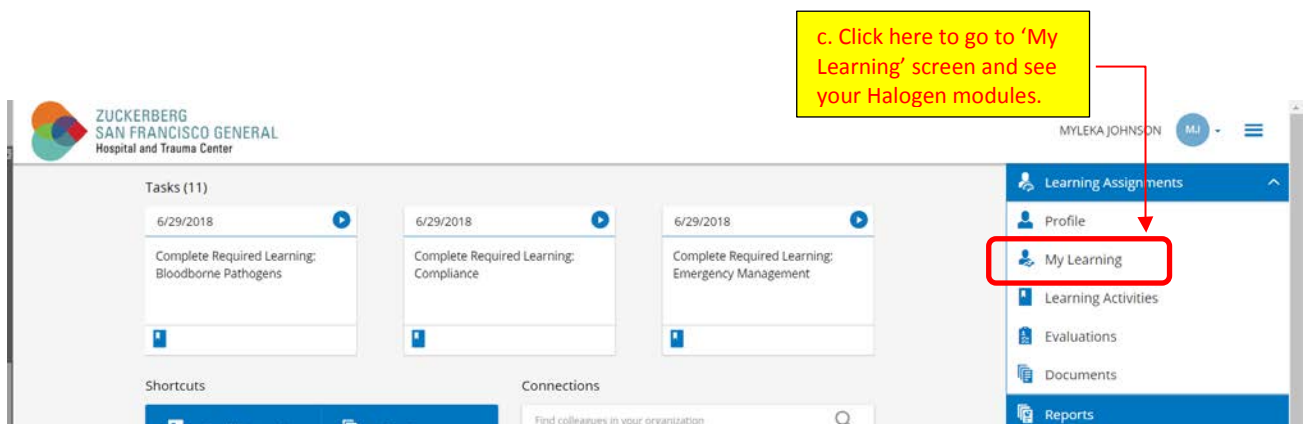 c. Click here to go to ‘My
Learning’ screen and see
your Halogen modules.
ZUCKERBERG
SAN FRANCISCO GENERAL
Hospital and Trauma Center
MYLEKA JOHNSON MJ
Learning Assignments
Profile
My Learning
Learning Activities
Evaluations
Documents
Reports
Tasks (11)
6/29/2018
Complete Required Learning:
Bloodborne Pathogens
6/29/2018
Complete Required Learning:
Compliance
6/29/2018
Complete Required Learning:
Emergency Management
Shortcuts
Connections
Find colleagues in your organization